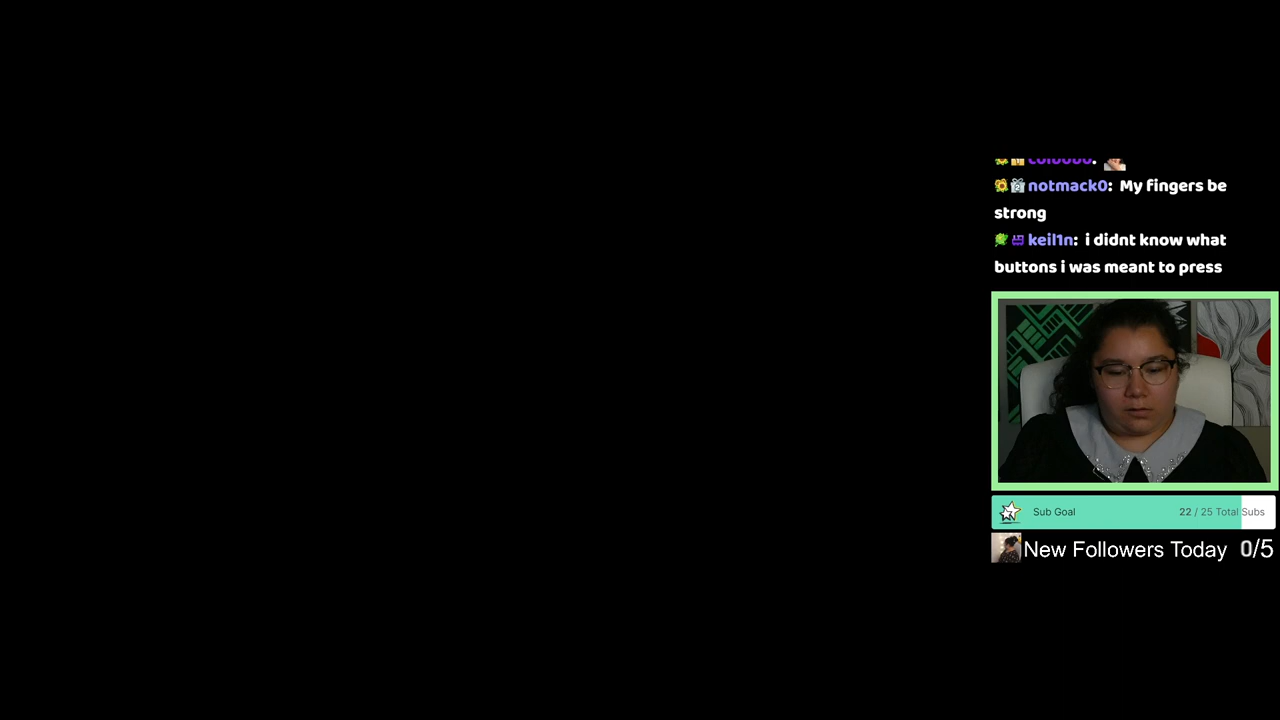 notmack0: My fingers be
strong
keil1n: i didnt know what
buttons i was meant to press
Sub Goal 22 / 25 Total Subs
New Followers Today 0/5